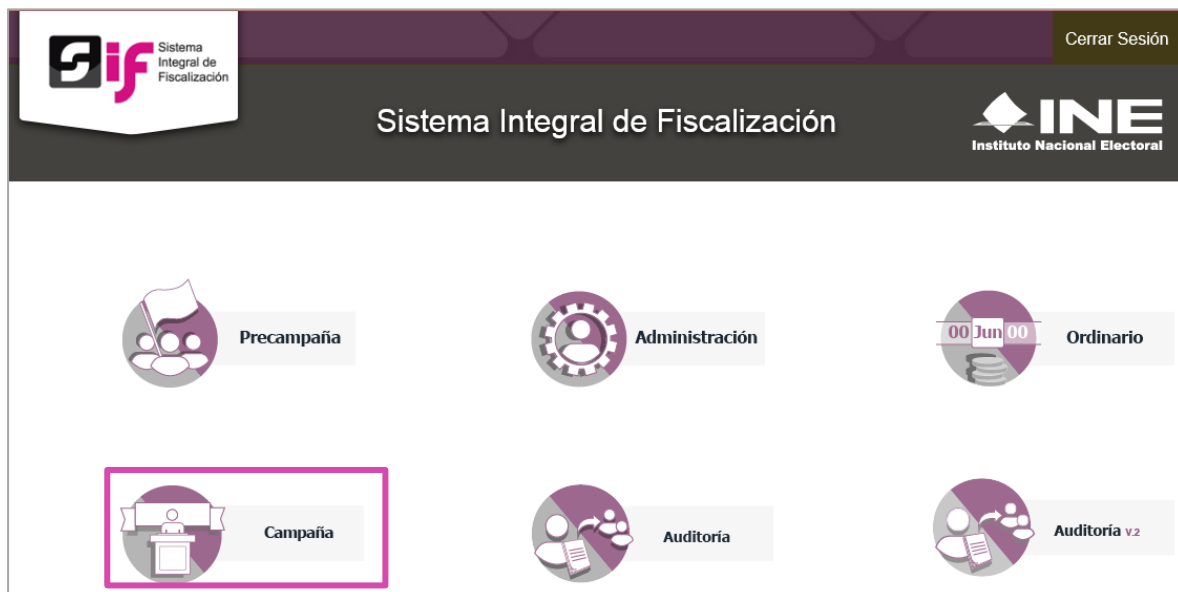 Cerrar Sesión
Sif
Sistema
Integral de
Fiscalización
Sistema Integral de Fiscalización
INE
Instituto Nacional Electoral
Precampaña
Administración
00 Jun 00
Ordinario
Campaña
Auditoría
Auditoría v.2